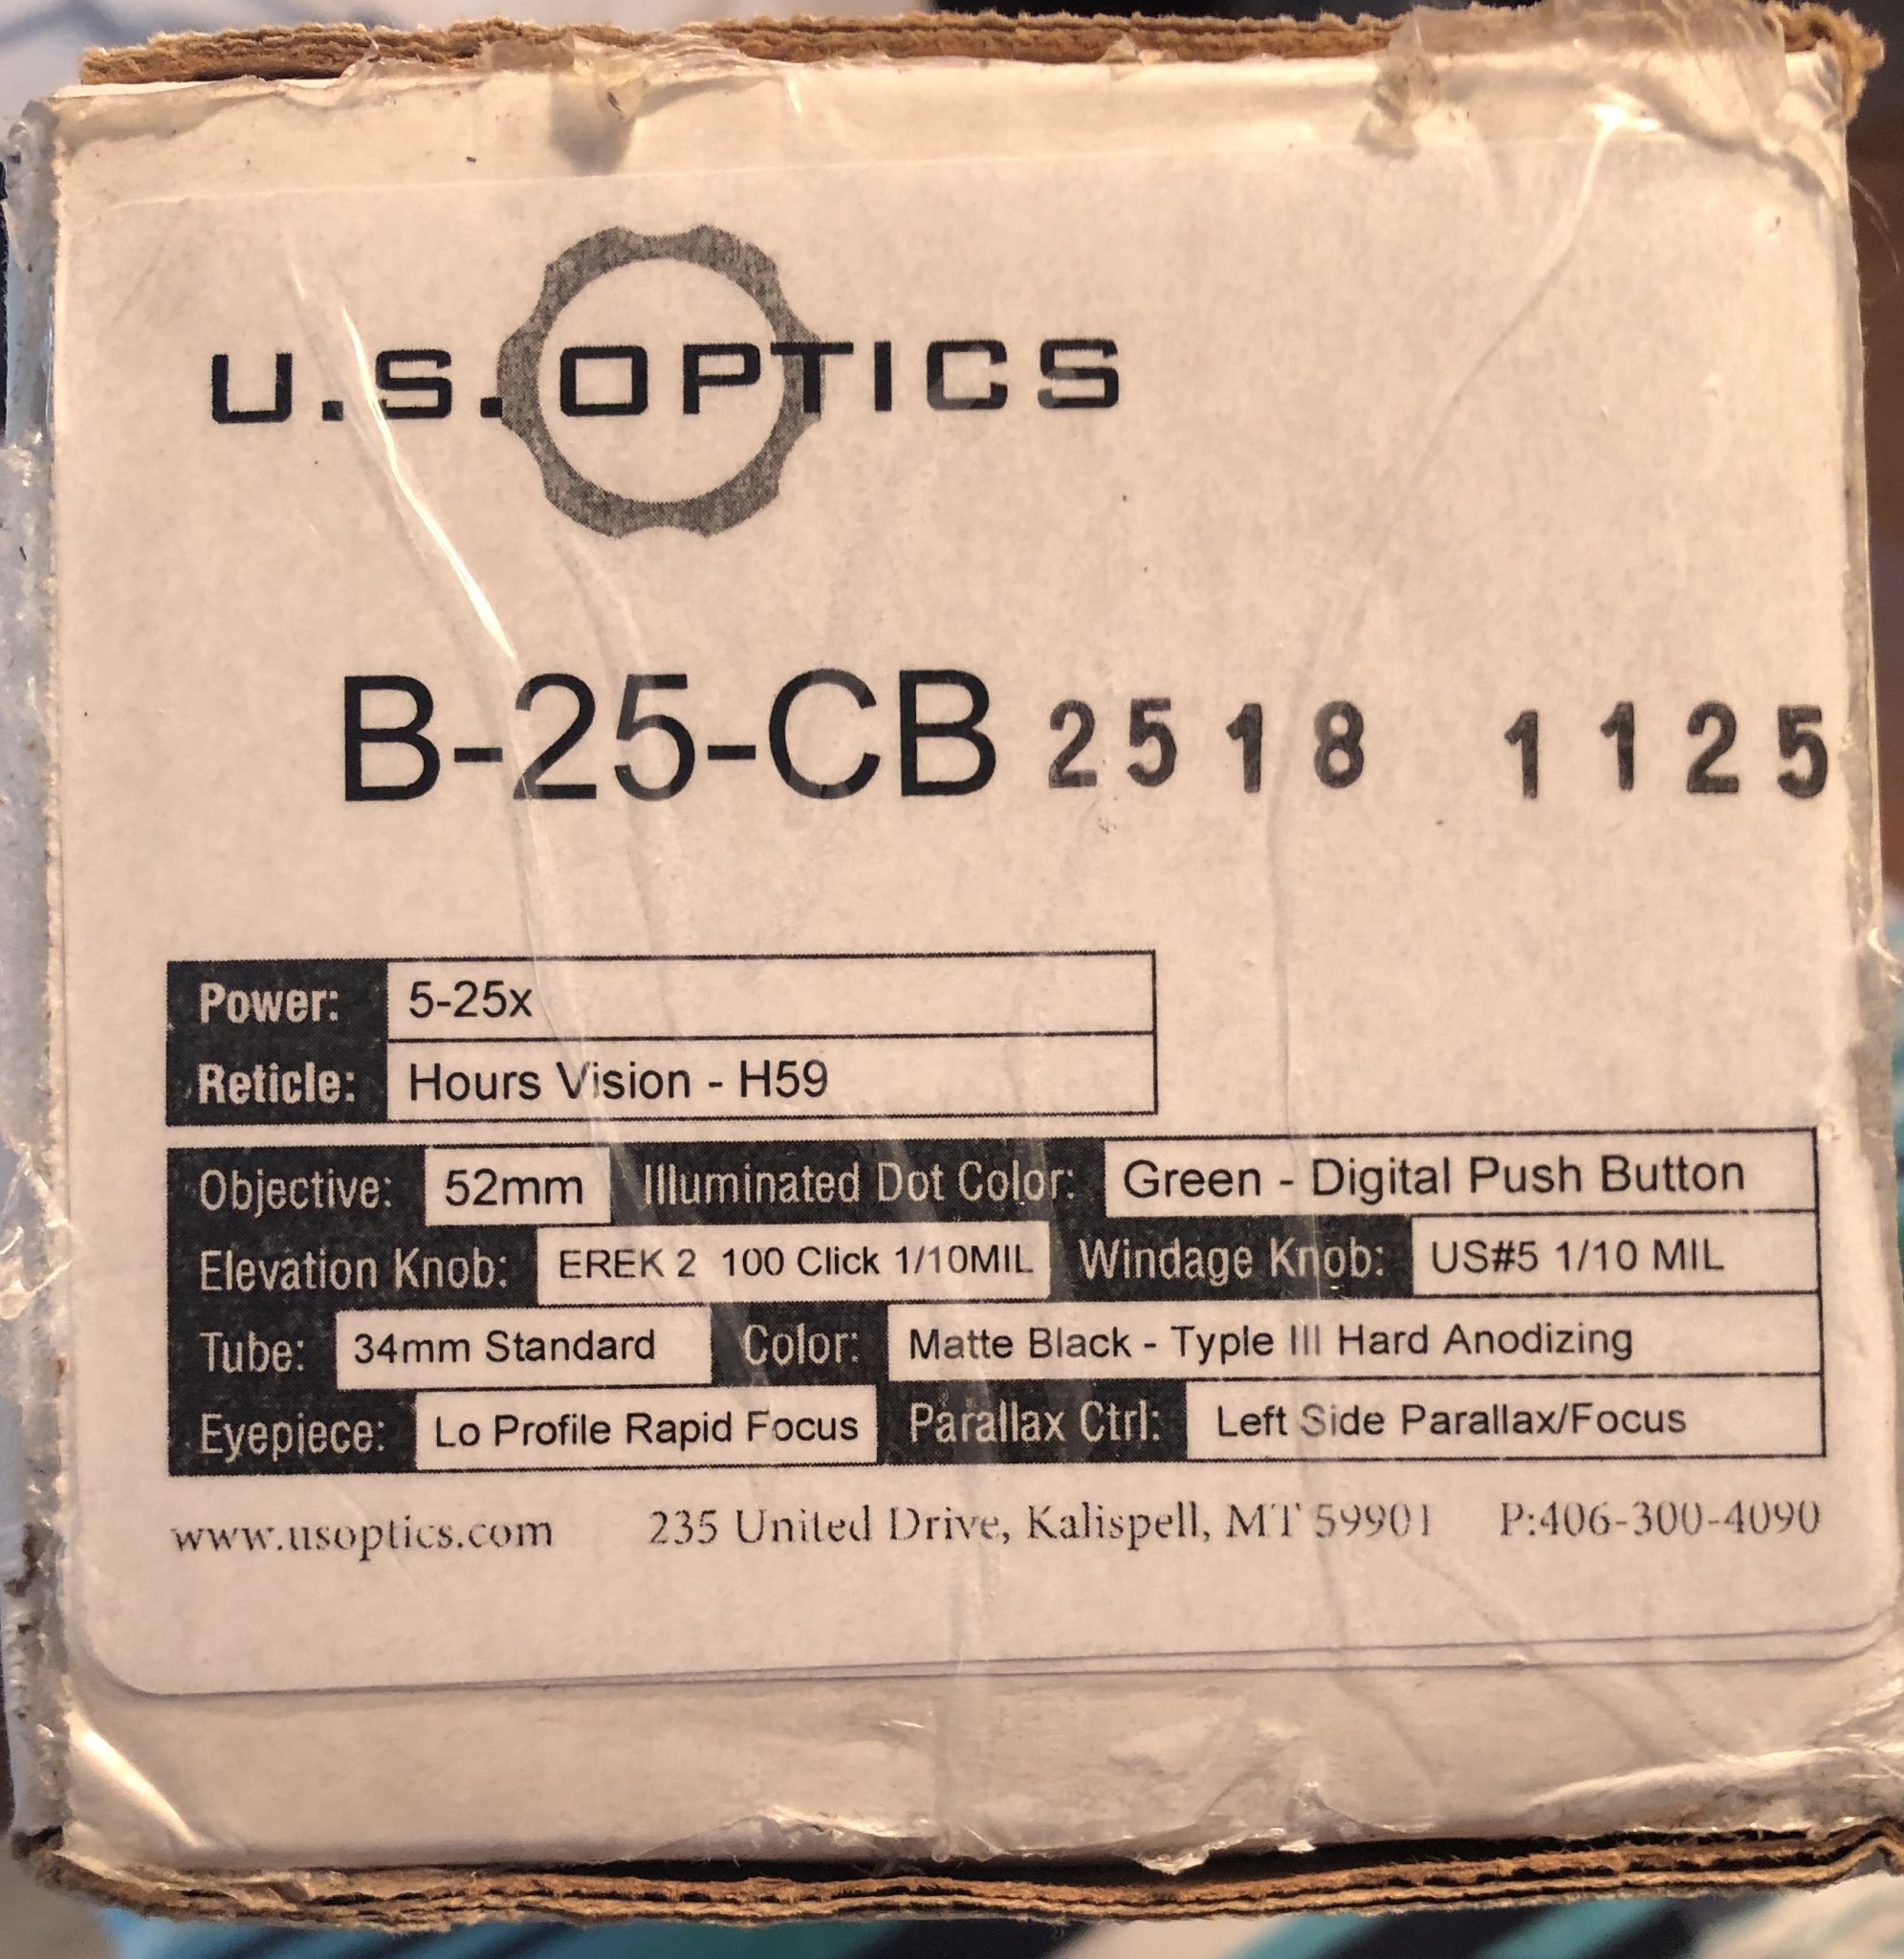 U.S. OPTICS
B-25-CB 2518 1125
Power: 5-25x
Reticle: Hours Vision - H59
Objective: 52mm Illuminated Dot Color: Green - Digital Push Button
Elevation Knob: EREK 2 100 Click 1/10MIL Windage Knob: US#5 1/10 MIL
Tube: 34mm Standard Color: Matte Black - Typle III Hard Anodizing
Eyepiece: Lo Profile Rapid Focus Parallax Ctrl: Left Side Parallax/Focus
www.usoptics.com 235 United Drive, Kalispell, MT 59901 P:406-300-4090